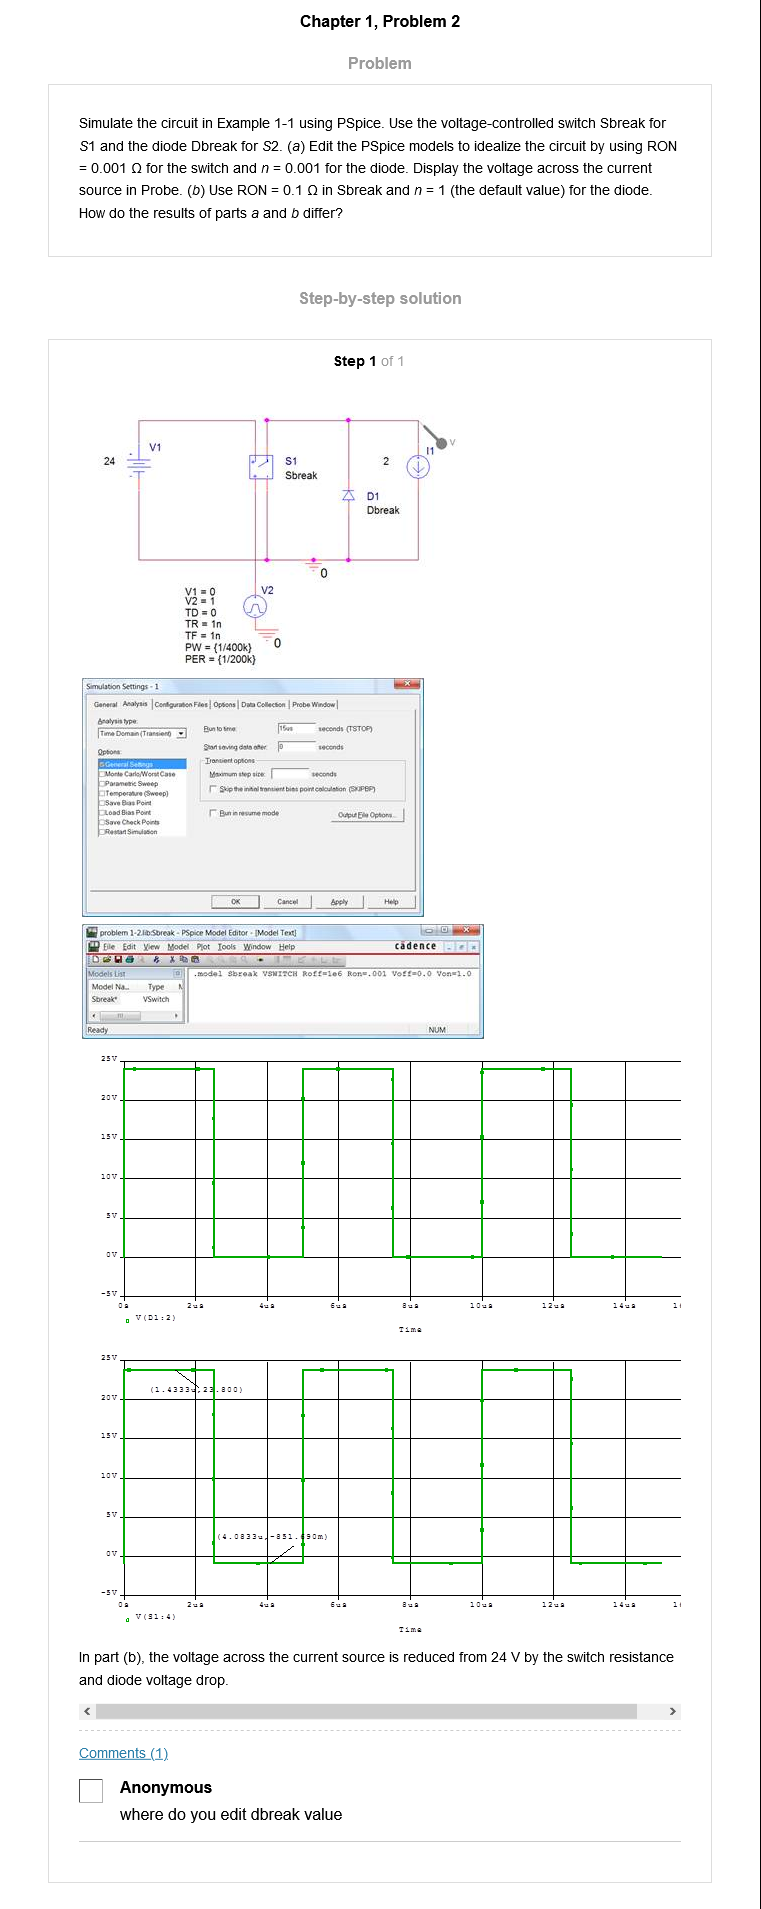 Chapter 1, Problem 2
Problem
Simulate the circuit in Example 1-1 using PSpice. Use the voltage-controlled switch Sbreak for
S1 and the diode Dbreak for S2. (a) Edit the PSpice models to idealize the circuit by using RON
= 0.001 Ω for the switch and n = 0.001 for the diode. Display the voltage across the current
source in Probe. (b) Use RON = 0.1 Ω in Sbreak and n = 1 (the default value) for the diode.
How do the results of parts a and b differ?
Step-by-step solution
Step 1 of 1
24
V1
S1
Sbreak
2
I1
V
D1
Dbreak
0
V2
V1 = 0
V2 = 1
TD = 0
TR = 1n
TF = 1n
PW = {1/400k}
PER = {1/200k}
0
Simulation Settings - 1
General Analysis Configuration Files Options Data Collection Probe Window
Analysis type:
Time Domain (Transient)
Options:
General Settings
Monte Carlo/Worst Case
Parametric Sweep
Temperature (Sweep)
Save Bias Point
Load Bias Point
Save Check Points
Restart Simulation
Run to time: 15us seconds (TSTOP)
Start saving data after: 0 seconds
Transient options
Maximum step size: seconds
Skip the initial transient bias point calculation (SKIPBP)
Run in resume mode
Output File Options...
OK Cancel Apply Help
problem 1-2.lib:Sbreak - PSpice Model Editor - [Model Text]
File Edit View Model Plot Tools Window Help
cādence
Models List
Model Na... Type M
Sbreak* VSwitch
.model Sbreak VSWITCH Roff=1e6 Ron=.001 Voff=0.0 Von=1.0
Ready
NUM
25V
20V
15V
10V
5V
0V
-5V
0s 2us 4us 6us 8us 10us 12us 14us 1
V(D1:2)
Time
25V
(1.4333u,23.800)
20V
15V
10V
5V
(4.0833u,-851.690m)
0V
-5V
0s 2us 4us 6us 8us 10us 12us 14us 1
V(S1:4)
Time
In part (b), the voltage across the current source is reduced from 24 V by the switch resistance
and diode voltage drop.
Comments (1)
Anonymous
where do you edit dbreak value